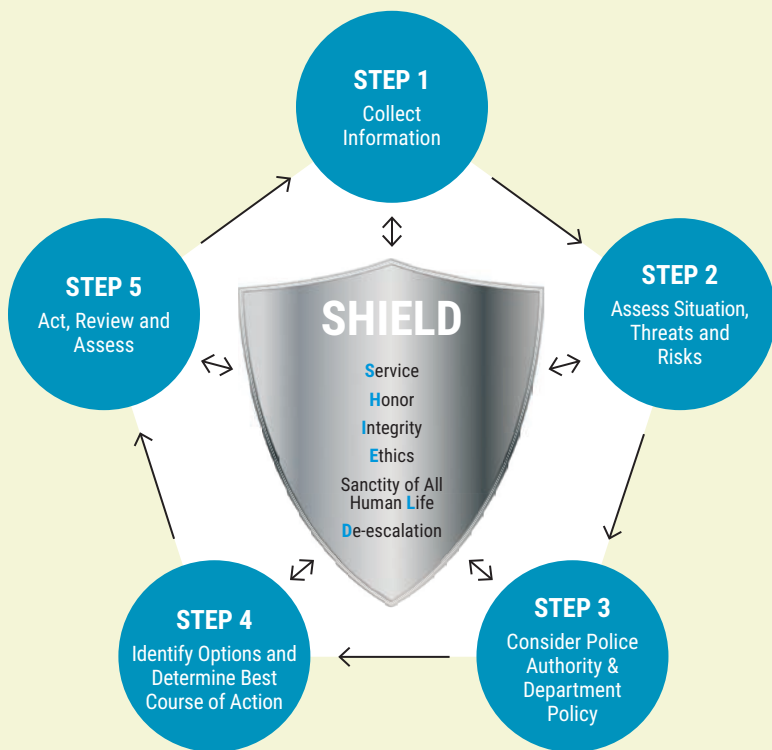 STEP 1
Collect
Information
STEP 2
Assess Situation,
Threats and
Risks
STEP 3
Consider Police
Authority &
Department
Policy
STEP 4
Identify Options and
Determine Best
Course of Action
STEP 5
Act, Review and
Assess
SHIELD
Service
Honor
Integrity
Ethics
Sanctity of All
Human Life
De-escalation